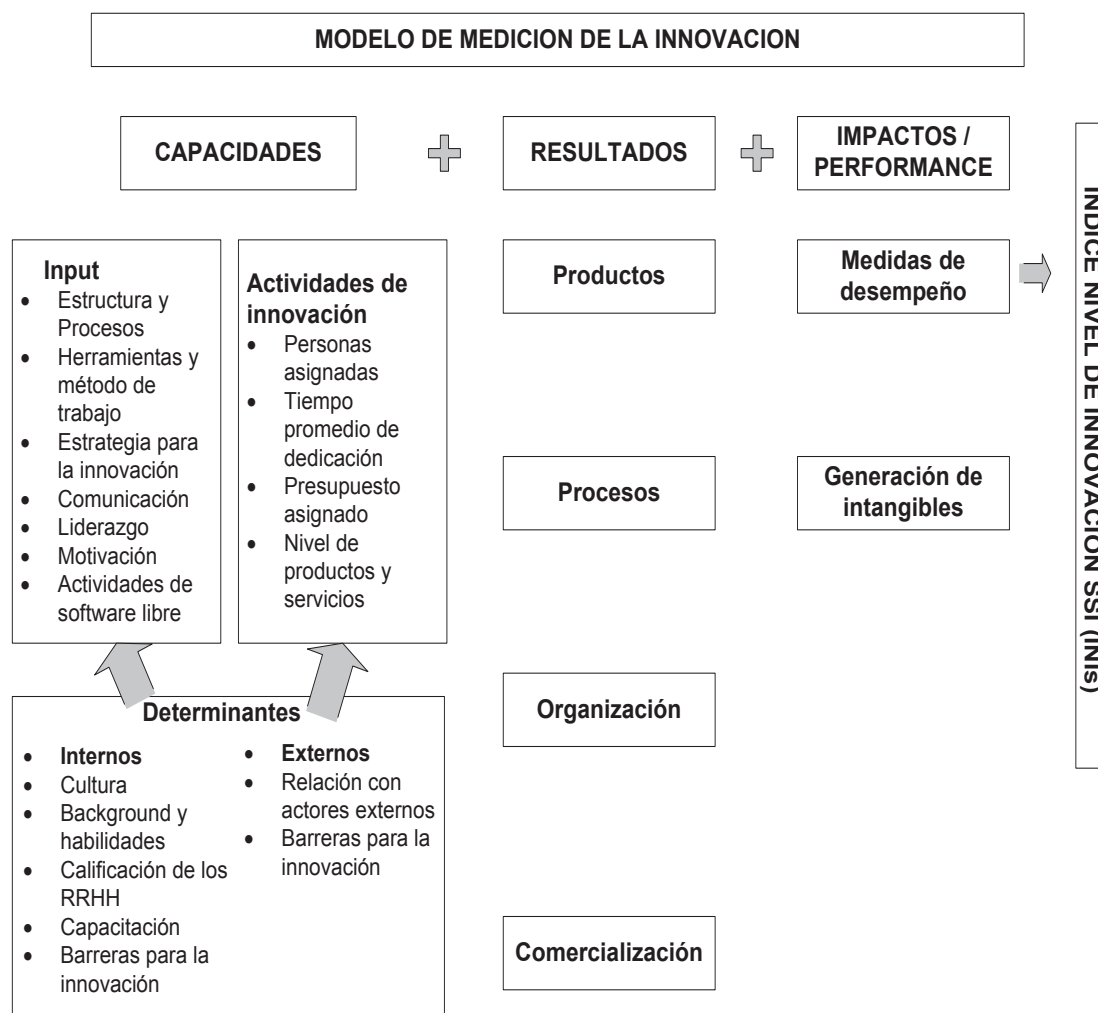 MODELO DE MEDICION DE LA INNOVACION
CAPACIDADES
RESULTADOS
IMPACTOS /
PERFORMANCE
Input
• Estructura y
Procesos
• Herramientas y
método de
trabajo
• Estrategia para
la innovación
• Comunicación
• Liderazgo
• Motivación
• Actividades de
software libre
Actividades de
innovación
• Personas
asignadas
• Tiempo
promedio de
dedicación
• Presupuesto
asignado
• Nivel de
productos y
servicios
Determinantes
• Internos
• Cultura
• Background y
habilidades
• Calificación de los
RRHH
• Capacitación
• Barreras para la
innovación
• Externos
• Relación con
actores externos
• Barreras para la
innovación
Productos
Procesos
Organización
Comercialización
Medidas de
desempeño
Generación de
intangibles
INDICE NIVEL DE INNOVACION SSI (INIs)